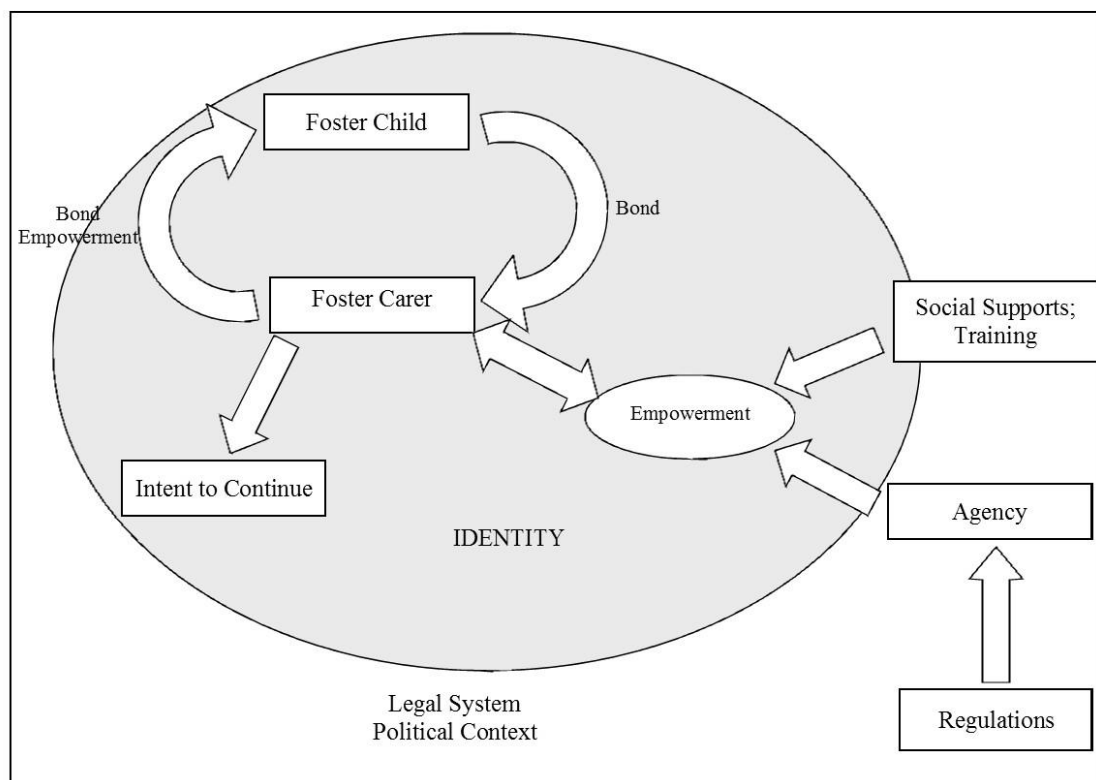 Foster Child
Bond
Empowerment
Bond
Foster Carer
Social Supports;
Training
Empowerment
Intent to Continue
Agency
IDENTITY
Legal System
Political Context
Regulations